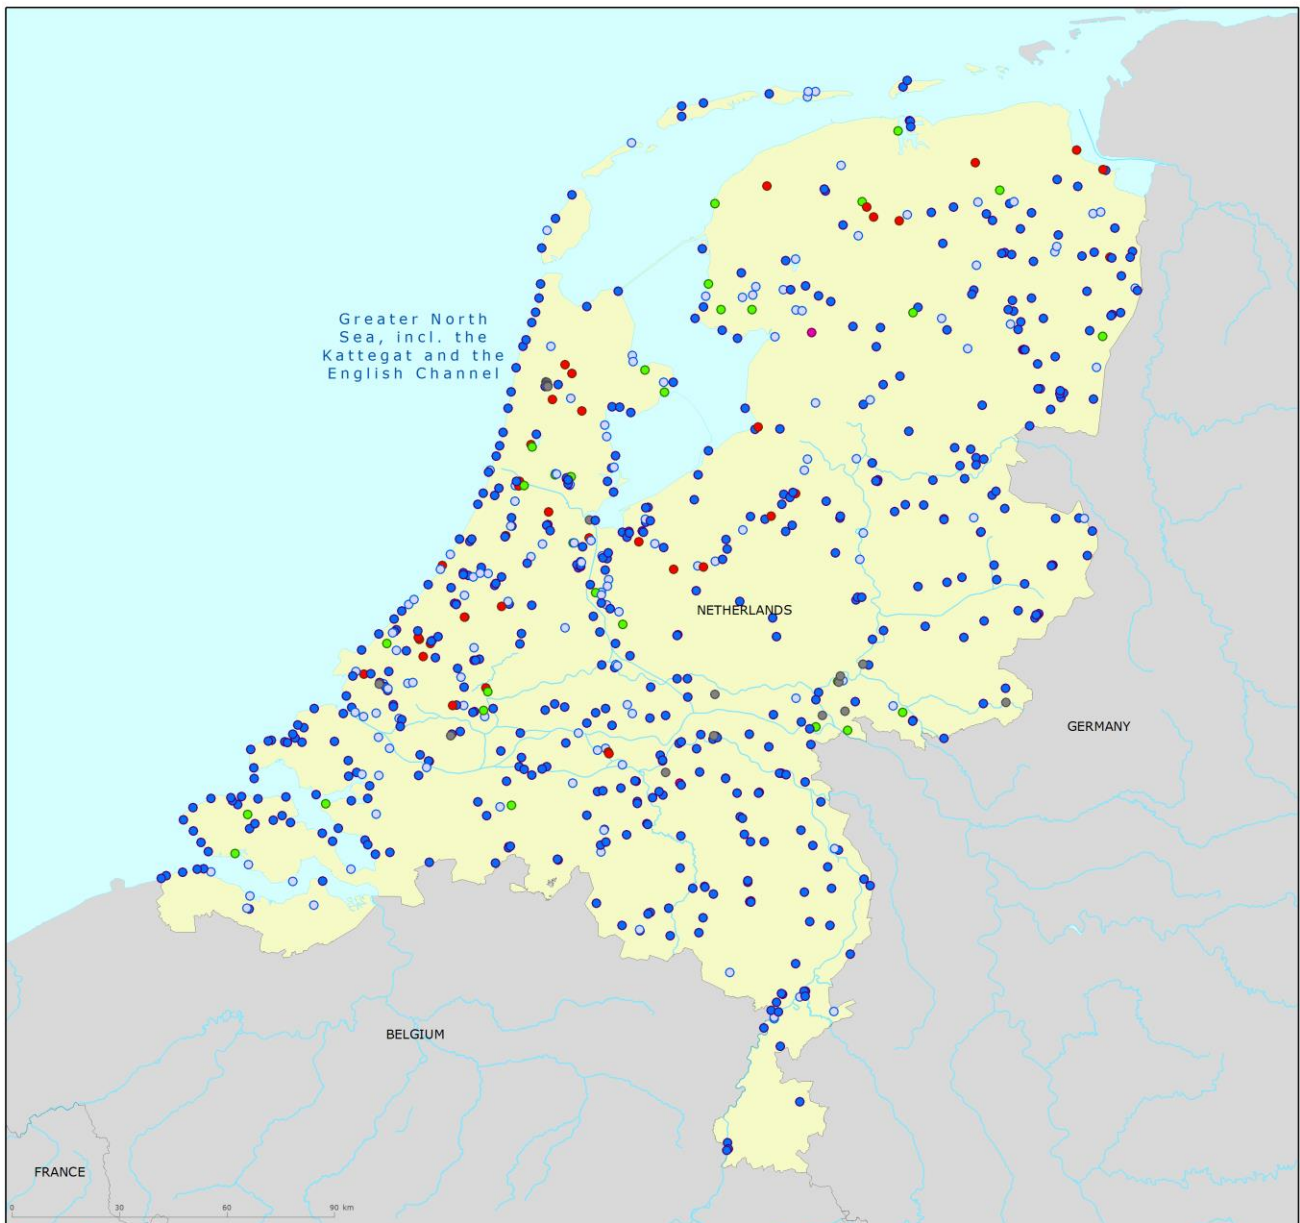 Greater North
Sea, incl. the
Kattegat and the
English Channel
NETHERLANDS
GERMANY
BELGIUM
FRANCE
0 30 60 90 km